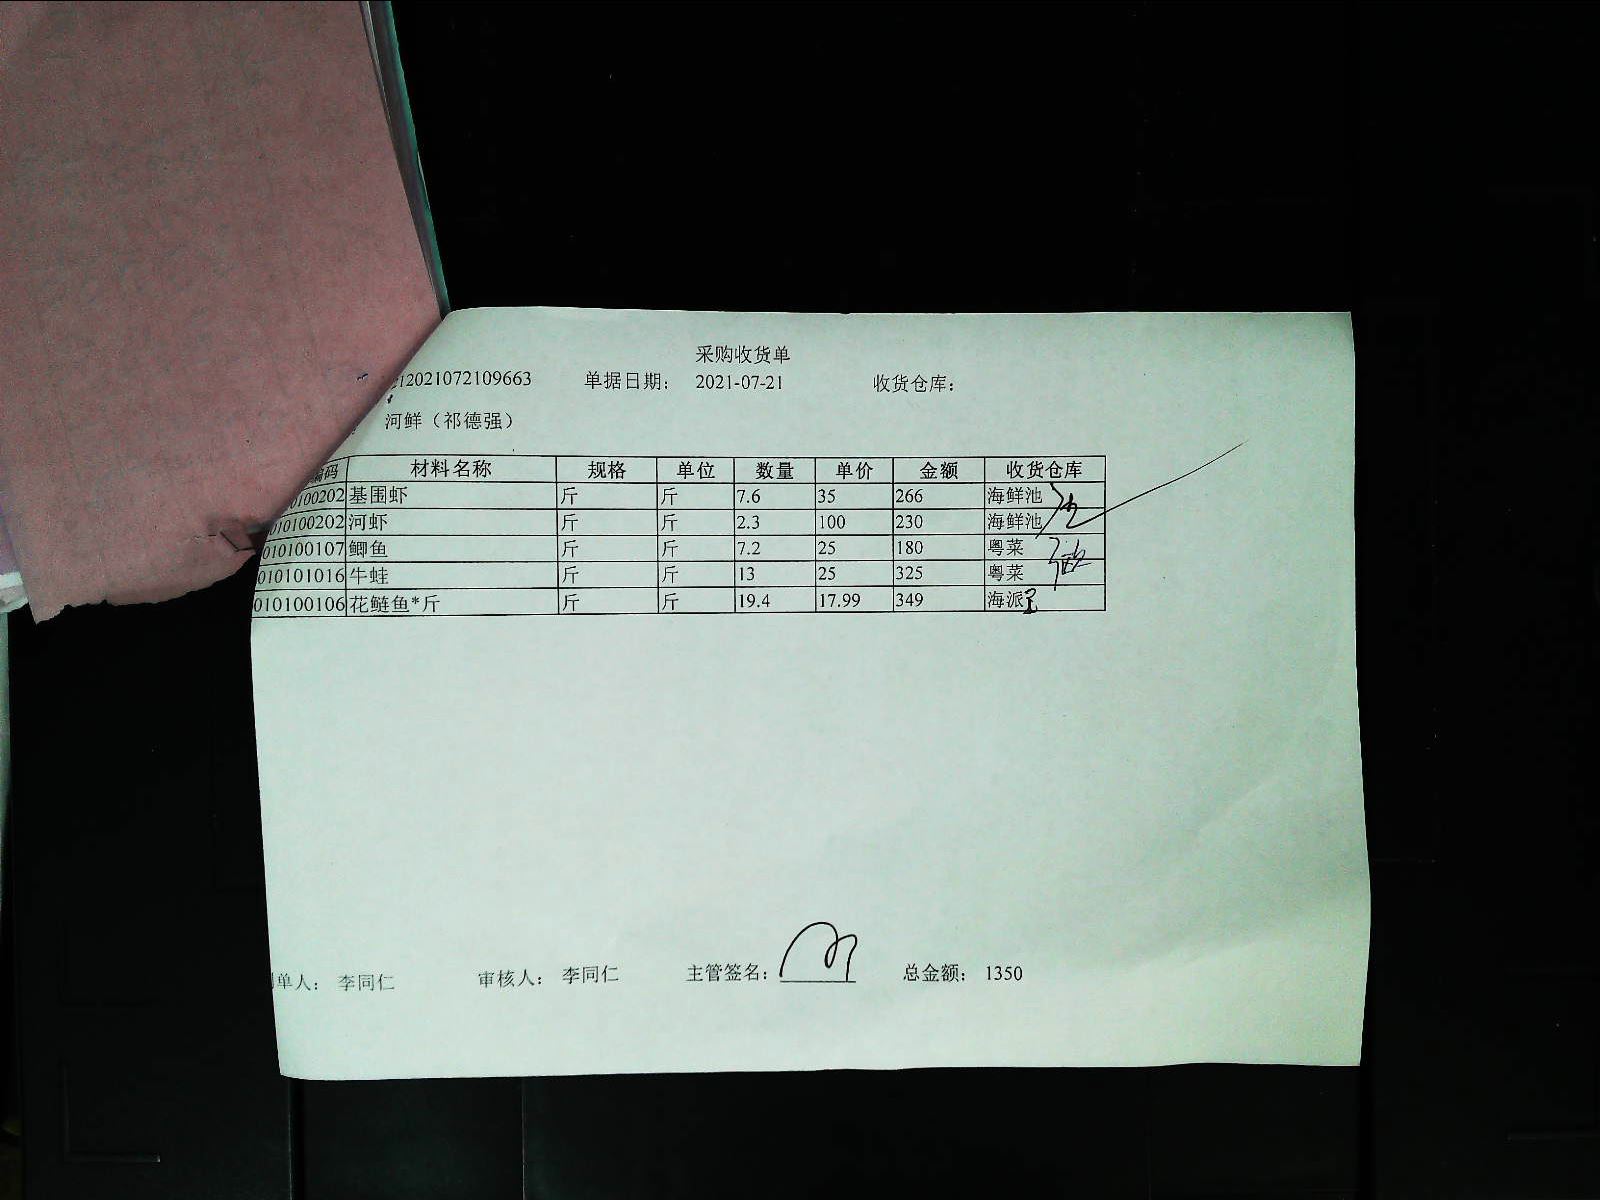 采购收货单
212021072109663 单据日期： 2021-07-21 收货仓库：
河鲜（祁德强）
编码 材料名称 规格 单位 数量 单价 金额 收货仓库
0100202 基围虾 斤 斤 7.6 35 266 海鲜池
010100202 河虾 斤 斤 2.3 100 230 海鲜池
010100107 鲫鱼 斤 斤 7.2 25 180 粤菜
010101016 牛蛙 斤 斤 13 25 325 粤菜
010100106 花鲢鱼*斤 斤 斤 19.4 17.99 349 海派
单人： 李同仁 审核人： 李同仁 主管签名： 总金额： 1350